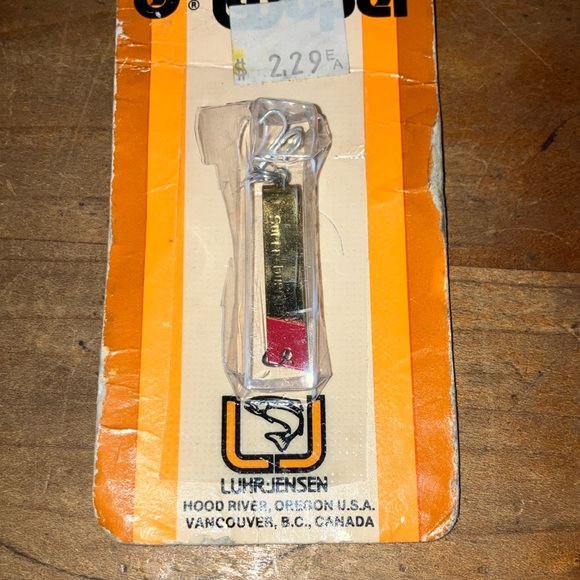 ®
$ 2.29 EA
LUHR-JENSEN
HOOD RIVER, OREGON U.S.A.
VANCOUVER, B.C., CANADA